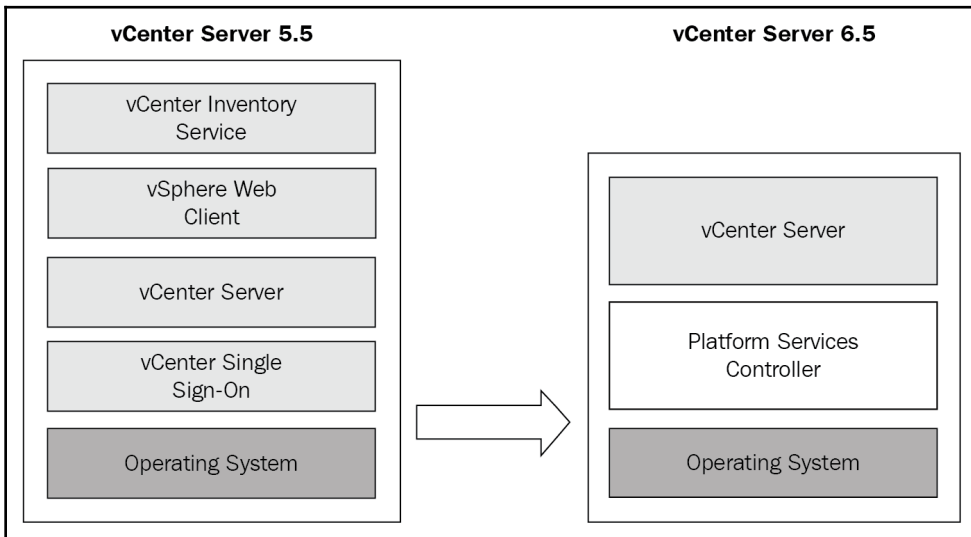 vCenter Server 5.5
vCenter Inventory
Service
vSphere Web
Client
vCenter Server
vCenter Single
Sign-On
Operating System
vCenter Server 6.5
vCenter Server
Platform Services
Controller
Operating System